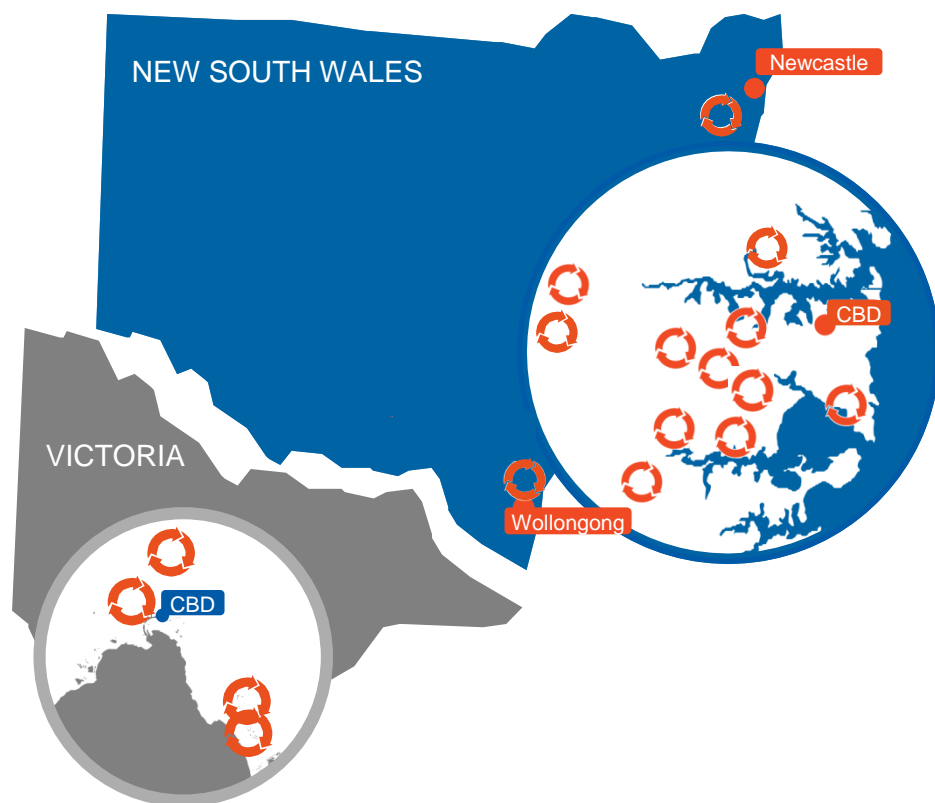 NEW SOUTH WALES
Newcastle
CBD
VICTORIA
Wollongong
CBD